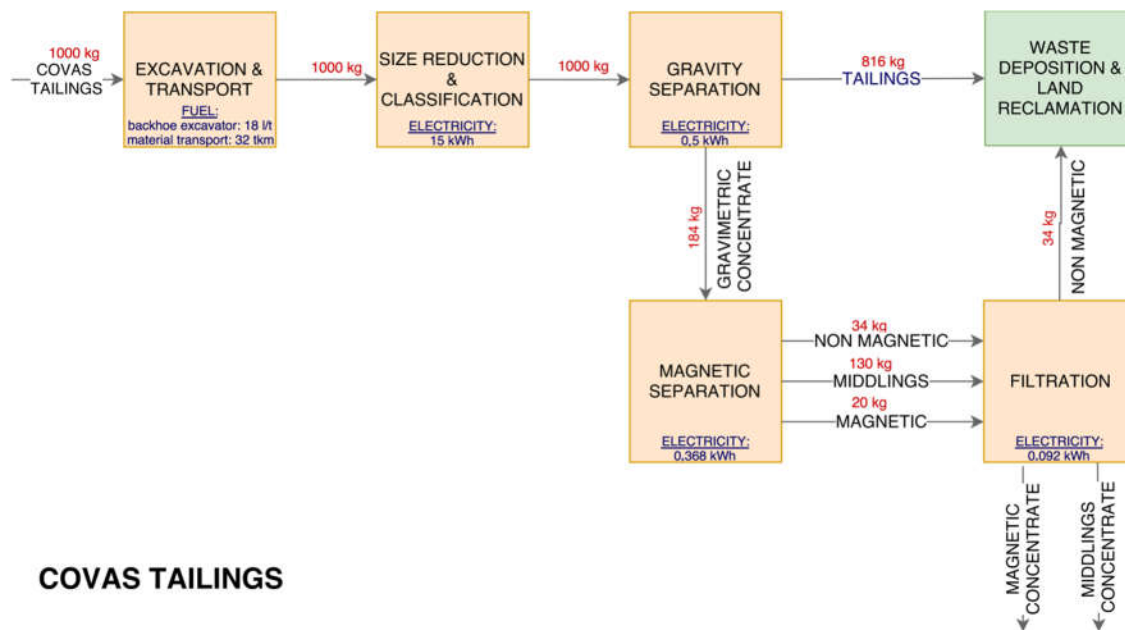 1000 kg
COVAS
TAILINGS
EXCAVATION &
TRANSPORT
FUEL:
backhoe excavator: 18 l/t
material transport: 32 tkm
1000 kg
SIZE REDUCTION
&
CLASSIFICATION
ELECTRICITY:
15 kWh
1000 kg
GRAVITY
SEPARATION
ELECTRICITY:
0,5 kWh
816 kg
TAILINGS
WASTE
DEPOSITION &
LAND
RECLAMATION
184 kg
GRAVIMETRIC
CONCENTRATE
34 kg
NON MAGNETIC
MAGNETIC
SEPARATION
ELECTRICITY:
0,368 kWh
34 kg
NON MAGNETIC
130 kg
MIDDLINGS
20 kg
MAGNETIC
FILTRATION
ELECTRICITY:
0,092 kWh
MAGNETIC
CONCENTRATE
MIDDLINGS
CONCENTRATE
COVAS TAILINGS